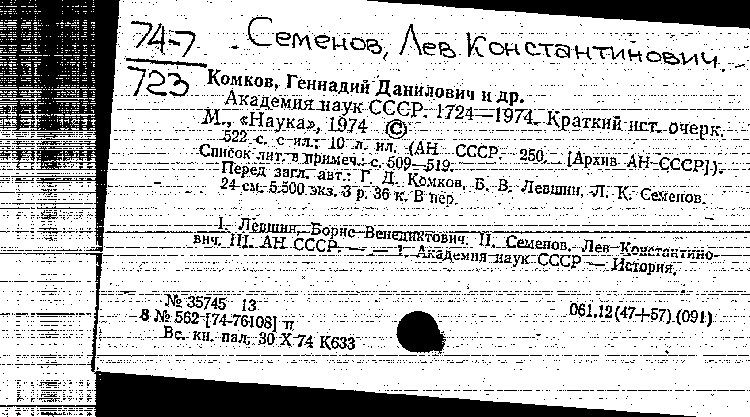 74-7
723
Семенов, Лев Константинович.
Комков, Геннадий Данилович и др.
Академия наук СССР. 1724—1974. Краткий ист. очерк.
М., «Наука», 1974 ©
522 с. с ил.; 10 л. ил. (АН СССР. 250. [Архив АН СССР]).
Список лит. в примеч.: с. 509—519.
Перед загл. авт.: Г. Д. Комков, Б. В. Левшин, Л. К. Семенов.
24 см. 5.500 экз. 3 р. 36 к. В пер.
I. Левшин, Борис Венедиктович. II. Семенов, Лев Константино-
вич. III. АН СССР. — — 1. Академия наук СССР — История.
№ 35745 13
8 № 562 [74-76108] п
Вс. кн. пал. 30 X 74 К633
061.12(47+57)(091)